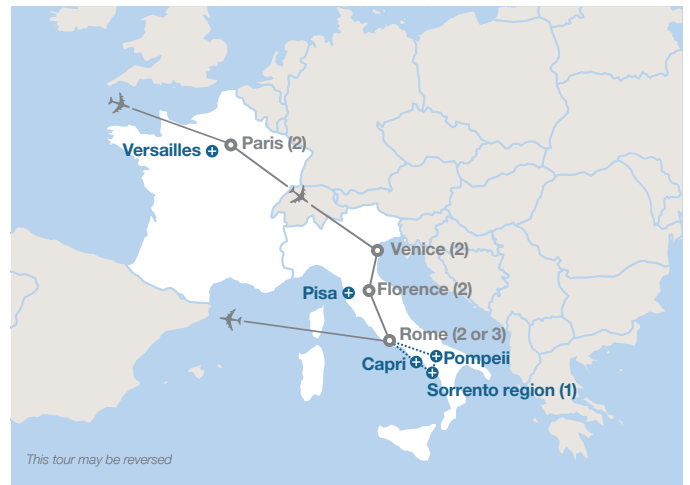 Paris (2)
Versailles
Venice (2)
Florence (2)
Pisa
Rome (2 or 3)
Pompeii
Capri
Sorrento region (1)
This tour may be reversed